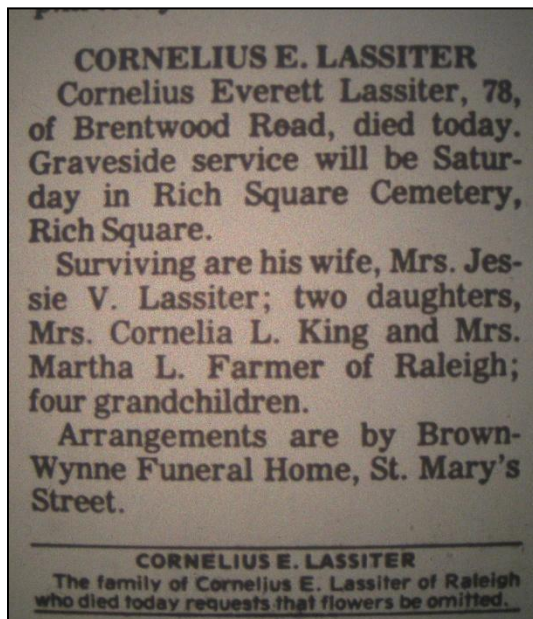 CORNELIUS E. LASSITER
Cornelius Everett Lassiter, 78,
of Brentwood Road, died today.
Graveside service will be Satur-
day in Rich Square Cemetery,
Rich Square.
Surviving are his wife, Mrs. Jes-
sie V. Lassiter; two daughters,
Mrs. Cornelia L. King and Mrs.
Martha L. Farmer of Raleigh;
four grandchildren.
Arrangements are by Brown-
Wynne Funeral Home, St. Mary's
Street.
CORNELIUS E. LASSITER
The family of Cornelius E. Lassiter of Raleigh
who died today requests that flowers be omitted.